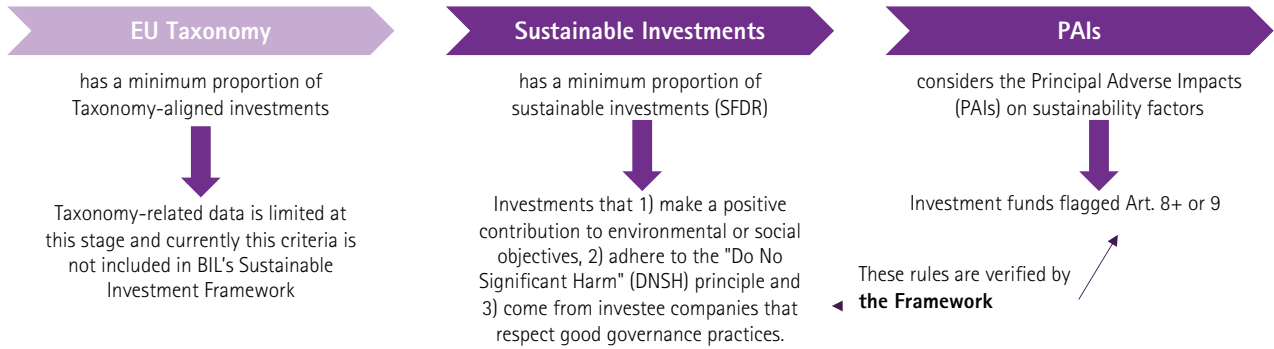 EU Taxonomy
has a minimum proportion of
Taxonomy-aligned investments
Taxonomy-related data is limited at
this stage and currently this criteria is
not included in BIL's Sustainable
Investment Framework
Sustainable Investments
has a minimum proportion of
sustainable investments (SFDR)
Investments that 1) make a positive
contribution to environmental or social
objectives, 2) adhere to the "Do No
Significant Harm" (DNSH) principle and
3) come from investee companies that
respect good governance practices.
PAIs
considers the Principal Adverse Impacts
(PAIs) on sustainability factors
Investment funds flagged Art. 8+ or 9
These rules are verified by
the Framework